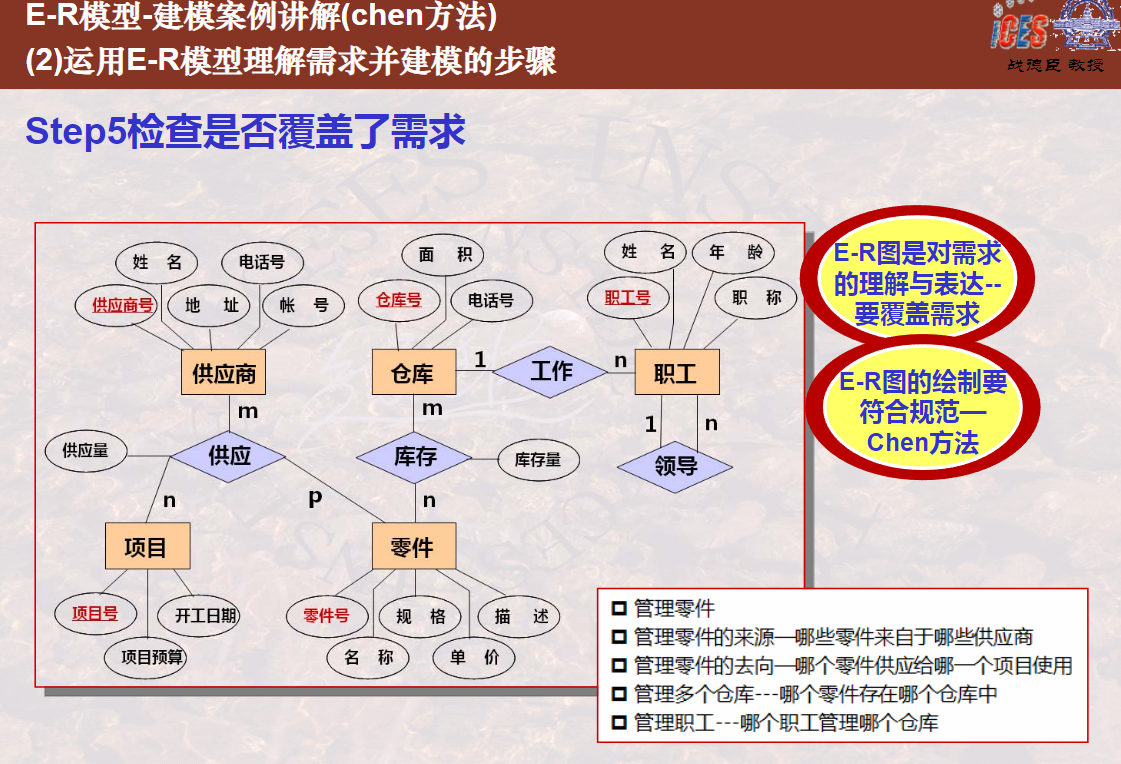 E-R模型-建模案例讲解(chen方法)
(2)运用E-R模型理解需求并建模的步骤
iCES
战德臣 教授
Step5检查是否覆盖了需求
姓 名
电话号
供应商号
地 址
帐 号
供应商
面 积
仓库号
电话号
仓库
1
工作
n
姓 名
年 龄
职工号
职 称
职工
m
m
1
n
供应量
供应
库存
库存量
领导
n
p
n
项目
零件
项目号
开工日期
项目预算
零件号
规 格
描 述
名 称
单 价
E-R图是对需求
的理解与表达--
要覆盖需求
E-R图的绘制要
符合规范—
Chen方法
管理零件
管理零件的来源—哪些零件来自于哪些供应商
管理零件的去向—哪个零件供应给哪一个项目使用
管理多个仓库---哪个零件存在哪个仓库中
管理职工---哪个职工管理哪个仓库